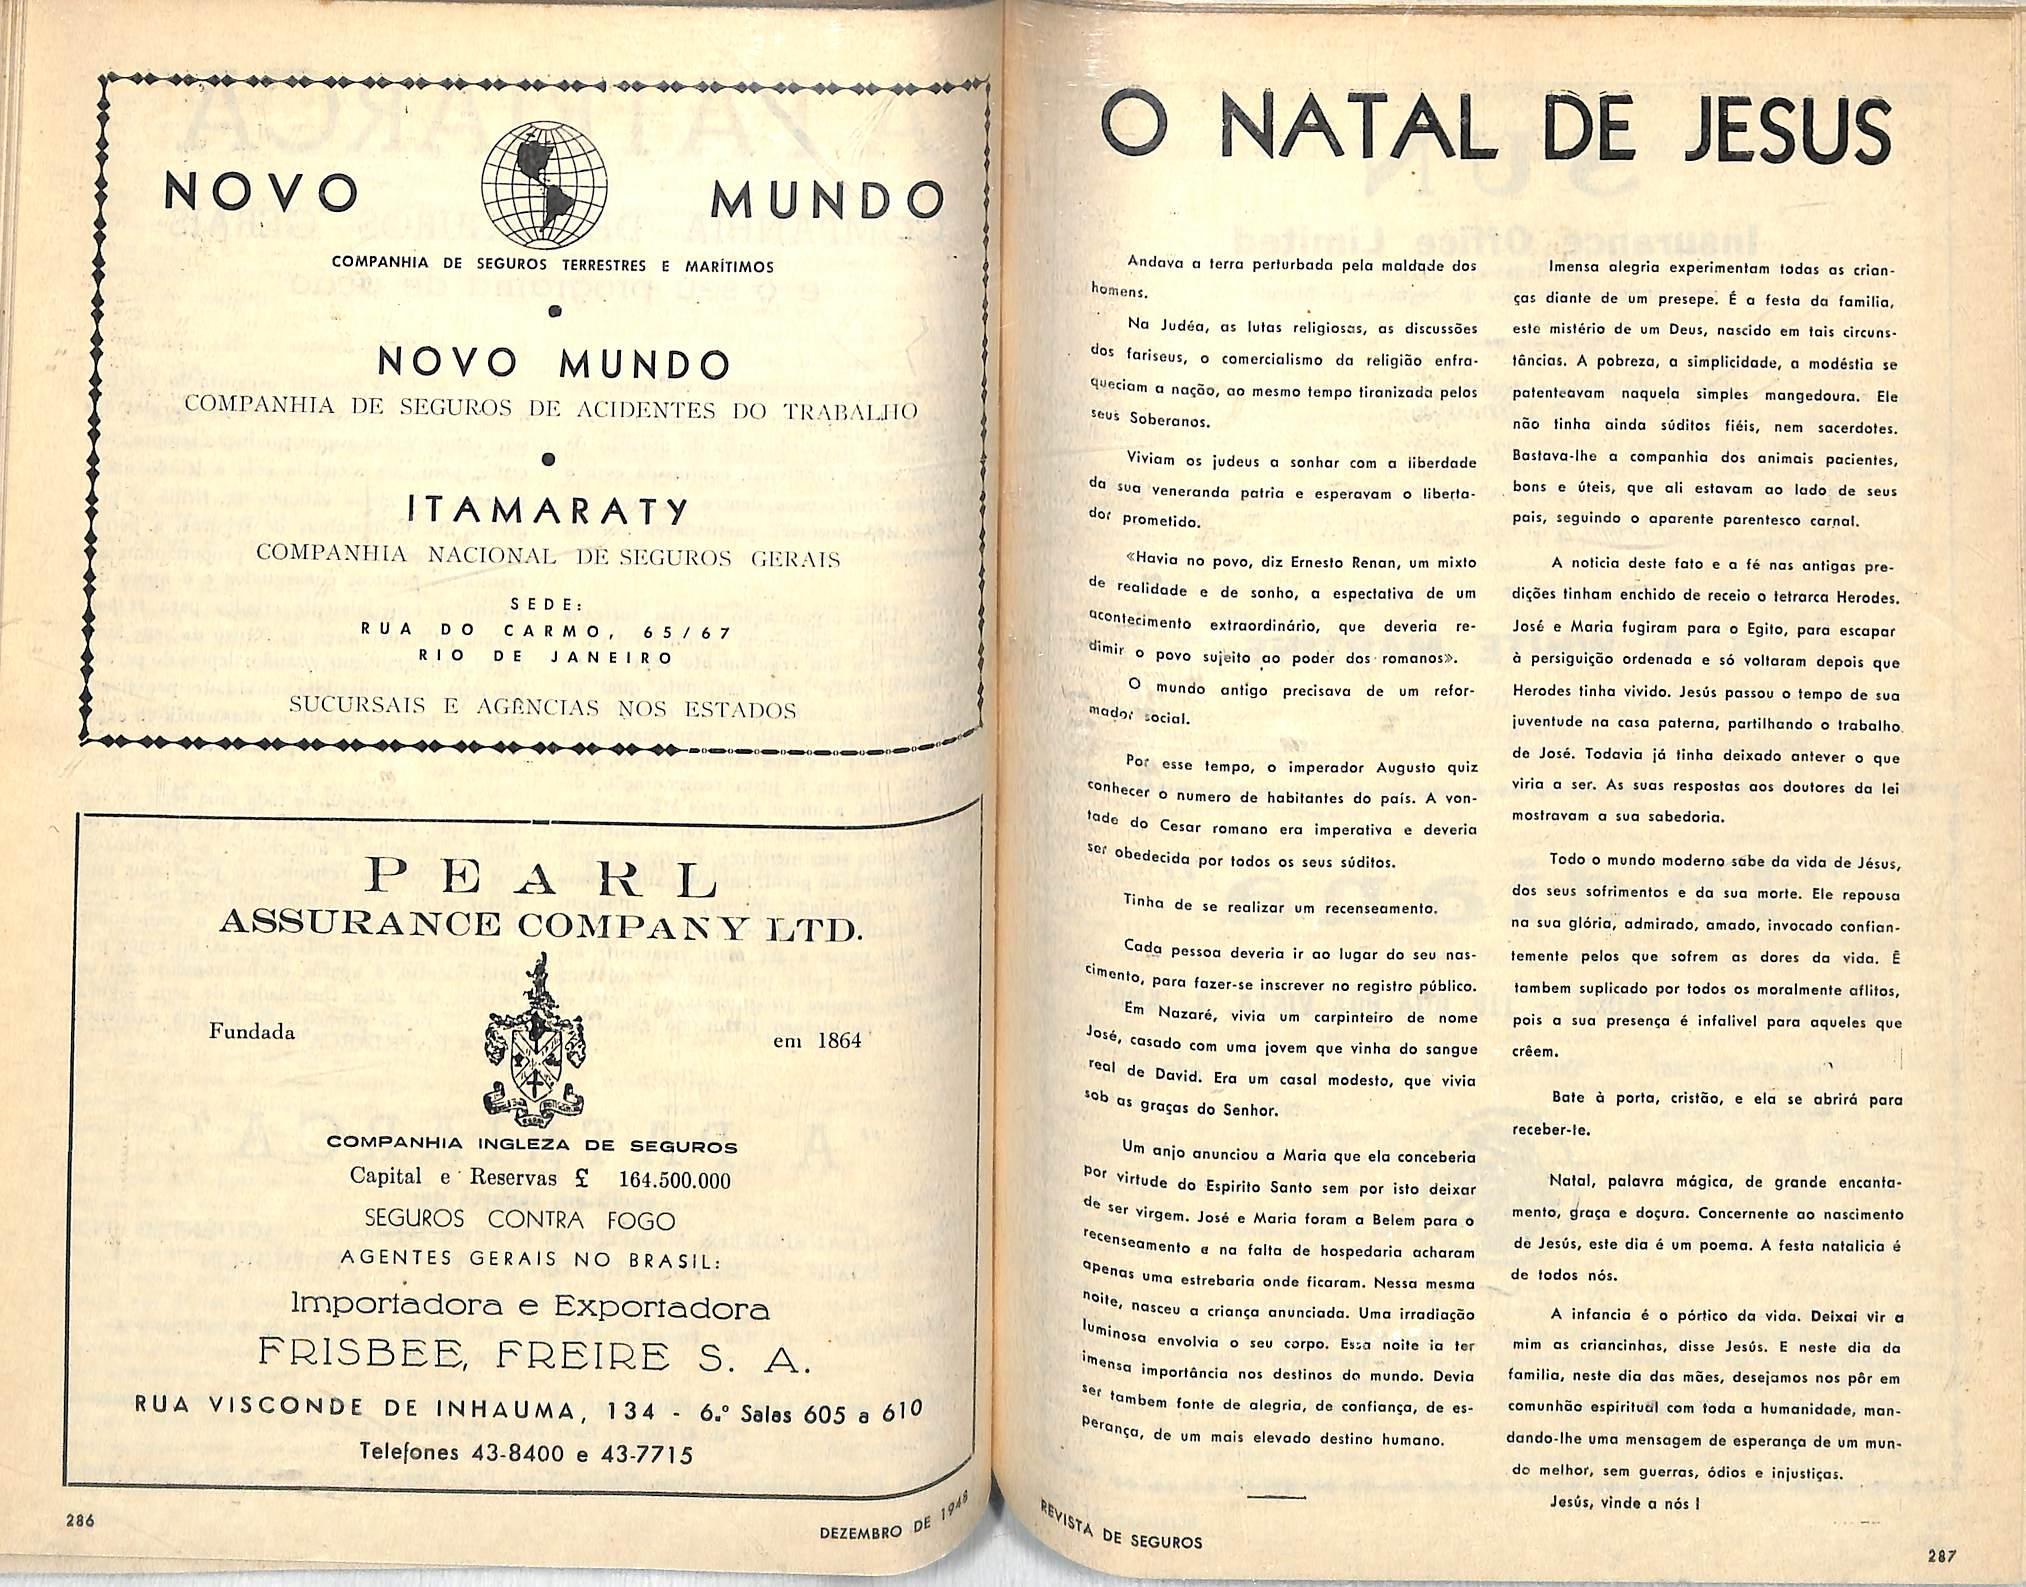 NOVO MUNDO
COMPANHIA DE SEGUROS TERRESTRES E MARÍTIMOS
NOVO MUNDO
COMPANHIA DE SEGUROS DE ACIDENTES DO TRABALHO
ITAMARATY
COMPANHIA NACIONAL DE SEGUROS GERAIS
SEDE:
RUA DO CARMO, 65/67
RIO DE JANEIRO
SUCURSAIS E AGÊNCIAS NOS ESTADOS
PEARL
ASSURANCE COMPANY LTD.
Fundada em 1864
COMPANHIA INGLEZA DE SEGUROS
Capital e Reservas £ 164.500.000
SEGUROS CONTRA FOGO
AGENTES GERAIS NO BRASIL:
Importadora e Exportadora
FRISBEE, FREIRE S. A.
RUA VISCONDE DE INHAUMA, 134 - 6.º Salas 605 a 610
Telefones 43-8400 e 43-7715
286
DEZEMBRO DE 1948
O NATAL DE JESUS
Andava a terra perturbada pela maldade dos
homens.
Na Judéa, as lutas religiosas, as discussões
dos fariseus, o comercialismo da religião enfra-
queciam a nação, ao mesmo tempo tiranizada pelos
seus Soberanos.
Viviam os judeus a sonhar com a liberdade
da sua veneranda patria e esperavam o liberta-
dor prometido.
«Havia no povo, diz Ernesto Renan, um mixto
de realidade e de sonho, a espectativa de um
acontecimento extraordinário, que deveria re-
dimir o povo sujeito ao poder dos romanos».
O mundo antigo precisava de um refor-
mador social.
Por esse tempo, o imperador Augusto quiz
conhecer o numero de habitantes do país. A von-
tade do Cesar romano era imperativa e deveria
ser obedecida por todos os seus súditos.
Tinha de se realizar um recenseamento.
Cada pessoa deveria ir ao lugar do seu nas-
cimento, para fazer-se inscrever no registro público.
Em Nazaré, vivia um carpinteiro de nome
José, casado com uma jovem que vinha do sangue
real de David. Era um casal modesto, que vivia
sob as graças do Senhor.
Um anjo anunciou a Maria que ela conceberia
por virtude do Espirito Santo sem por isto deixar
de ser virgem. José e Maria foram a Belem para o
recenseamento e na falta de hospedaria acharam
apenas uma estrebaria onde ficaram. Nessa mesma
noite, nasceu a criança anunciada. Uma irradiação
luminosa envolvia o seu corpo. Essa noite ia ter
imensa importância nos destinos do mundo. Devia
ser tambem fonte de alegria, de confiança, de es-
perança, de um mais elevado destino humano.
Imensa alegria experimentam todas as crian-
ças diante de um presepe. É a festa da familia,
este mistério de um Deus, nascido em tais circuns-
tâncias. A pobreza, a simplicidade, a modéstia se
patenteavam naquela simples mangedoura. Ele
não tinha ainda súditos fiéis, nem sacerdotes.
Bastava-lhe a companhia dos animais pacientes,
bons e úteis, que ali estavam ao lado de seus
pais, seguindo o aparente parentesco carnal.
A noticia deste fato e a fé nas antigas pre-
dições tinham enchido de receio o tetrarca Herodes.
José e Maria fugiram para o Egito, para escapar
à persiguição ordenada e só voltaram depois que
Herodes tinha vivido. Jesús passou o tempo de sua
juventude na casa paterna, partilhando o trabalho
de José. Todavia já tinha deixado antever o que
viria a ser. As suas respostas aos doutores da lei
mostravam a sua sabedoria.
Todo o mundo moderno sabe da vida de Jésus,
dos seus sofrimentos e da sua morte. Ele repousa
na sua glória, admirado, amado, invocado confian-
temente pelos que sofrem as dores da vida. É
tambem suplicado por todos os moralmente aflitos,
pois a sua presença é infalivel para aqueles que
crêem.
Bate à porta, cristão, e ela se abrirá para
receber-te.
Natal, palavra mágica, de grande encanta-
mento, graça e doçura. Concernente ao nascimento
de Jesús, este dia é um poema. A festa natalicia é
de todos nós.
A infancia é o pórtico da vida. Deixai vir a
mim as criancinhas, disse Jesús. E neste dia da
familia, neste dia das mães, desejamos nos pôr em
comunhão espiritual com toda a humanidade, man-
dando-lhe uma mensagem de esperança de um mun-
do melhor, sem guerras, ódios e injustiças.
Jesús, vinde a nós !
REVISTA DE SEGUROS
287